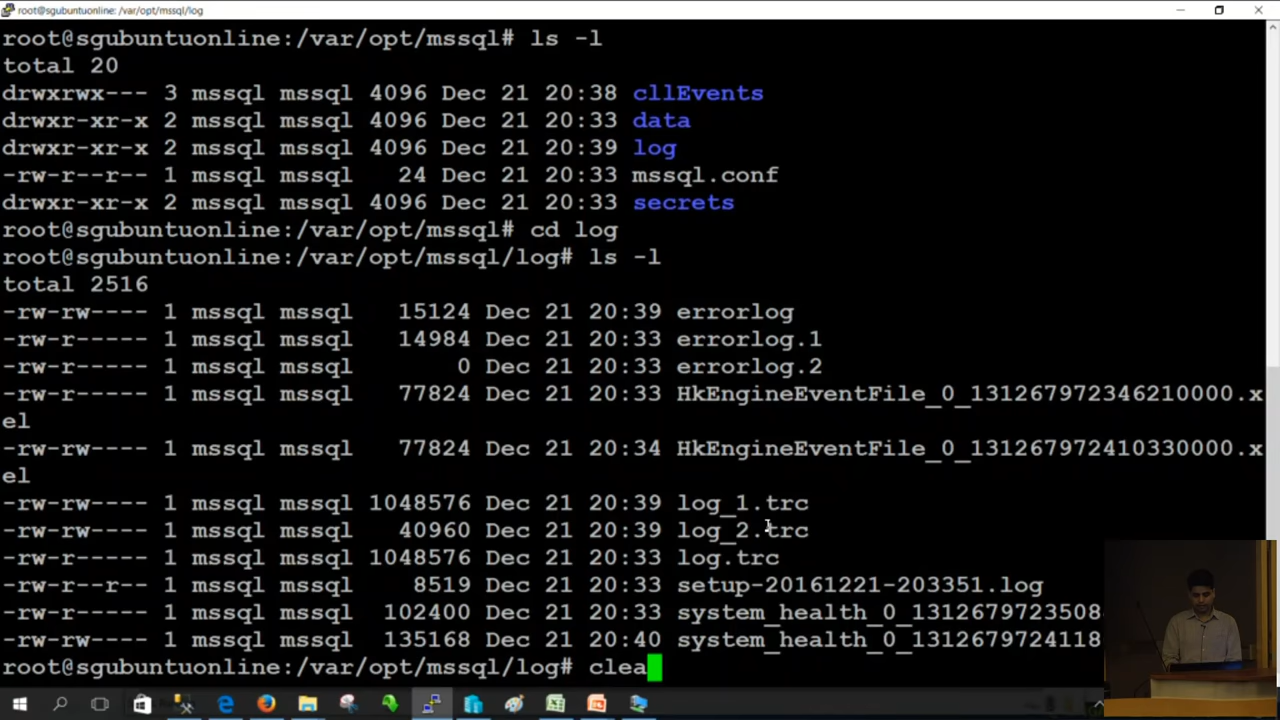 root@sgubuntuonline: /var/opt/mssql/log
root@sgubuntuonline:/var/opt/mssql# ls -l
total 20
drwxrwx--- 3 mssql mssql 4096 Dec 21 20:38 cllEvents
drwxr-xr-x 2 mssql mssql 4096 Dec 21 20:33 data
drwxr-xr-x 2 mssql mssql 4096 Dec 21 20:39 log
-rw-r--r-- 1 mssql mssql   24 Dec 21 20:33 mssql.conf
drwxr-xr-x 2 mssql mssql 4096 Dec 21 20:33 secrets
root@sgubuntuonline:/var/opt/mssql# cd log
root@sgubuntuonline:/var/opt/mssql/log# ls -l
total 2516
-rw-rw---- 1 mssql mssql   15124 Dec 21 20:39 errorlog
-rw-r----- 1 mssql mssql   14984 Dec 21 20:33 errorlog.1
-rw-r----- 1 mssql mssql       0 Dec 21 20:33 errorlog.2
-rw-r----- 1 mssql mssql   77824 Dec 21 20:33 HkEngineEventFile_0_131267972346210000.x
el
-rw-rw---- 1 mssql mssql   77824 Dec 21 20:34 HkEngineEventFile_0_131267972410330000.x
el
-rw-rw---- 1 mssql mssql 1048576 Dec 21 20:39 log_1.trc
-rw-rw---- 1 mssql mssql   40960 Dec 21 20:39 log_2.trc
-rw-r----- 1 mssql mssql 1048576 Dec 21 20:33 log.trc
-rw-r--r-- 1 mssql mssql    8519 Dec 21 20:33 setup-20161221-203351.log
-rw-r----- 1 mssql mssql  102400 Dec 21 20:33 system_health_0_1312679723508
-rw-rw---- 1 mssql mssql  135168 Dec 21 20:40 system_health_0_1312679724118
root@sgubuntuonline:/var/opt/mssql/log# clea